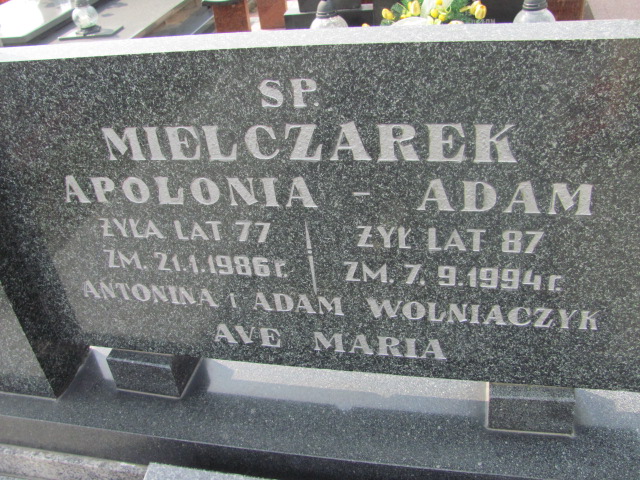 SP.
MIELCZAREK
APOLONIA - ADAM
ŻYŁA LAT 77 ŻYŁ LAT 87
ZM. 21.1.1986 r. ZM. 7. 9.1994 r.
ANTONINA I ADAM WOLNIACZYK
AVE MARIA